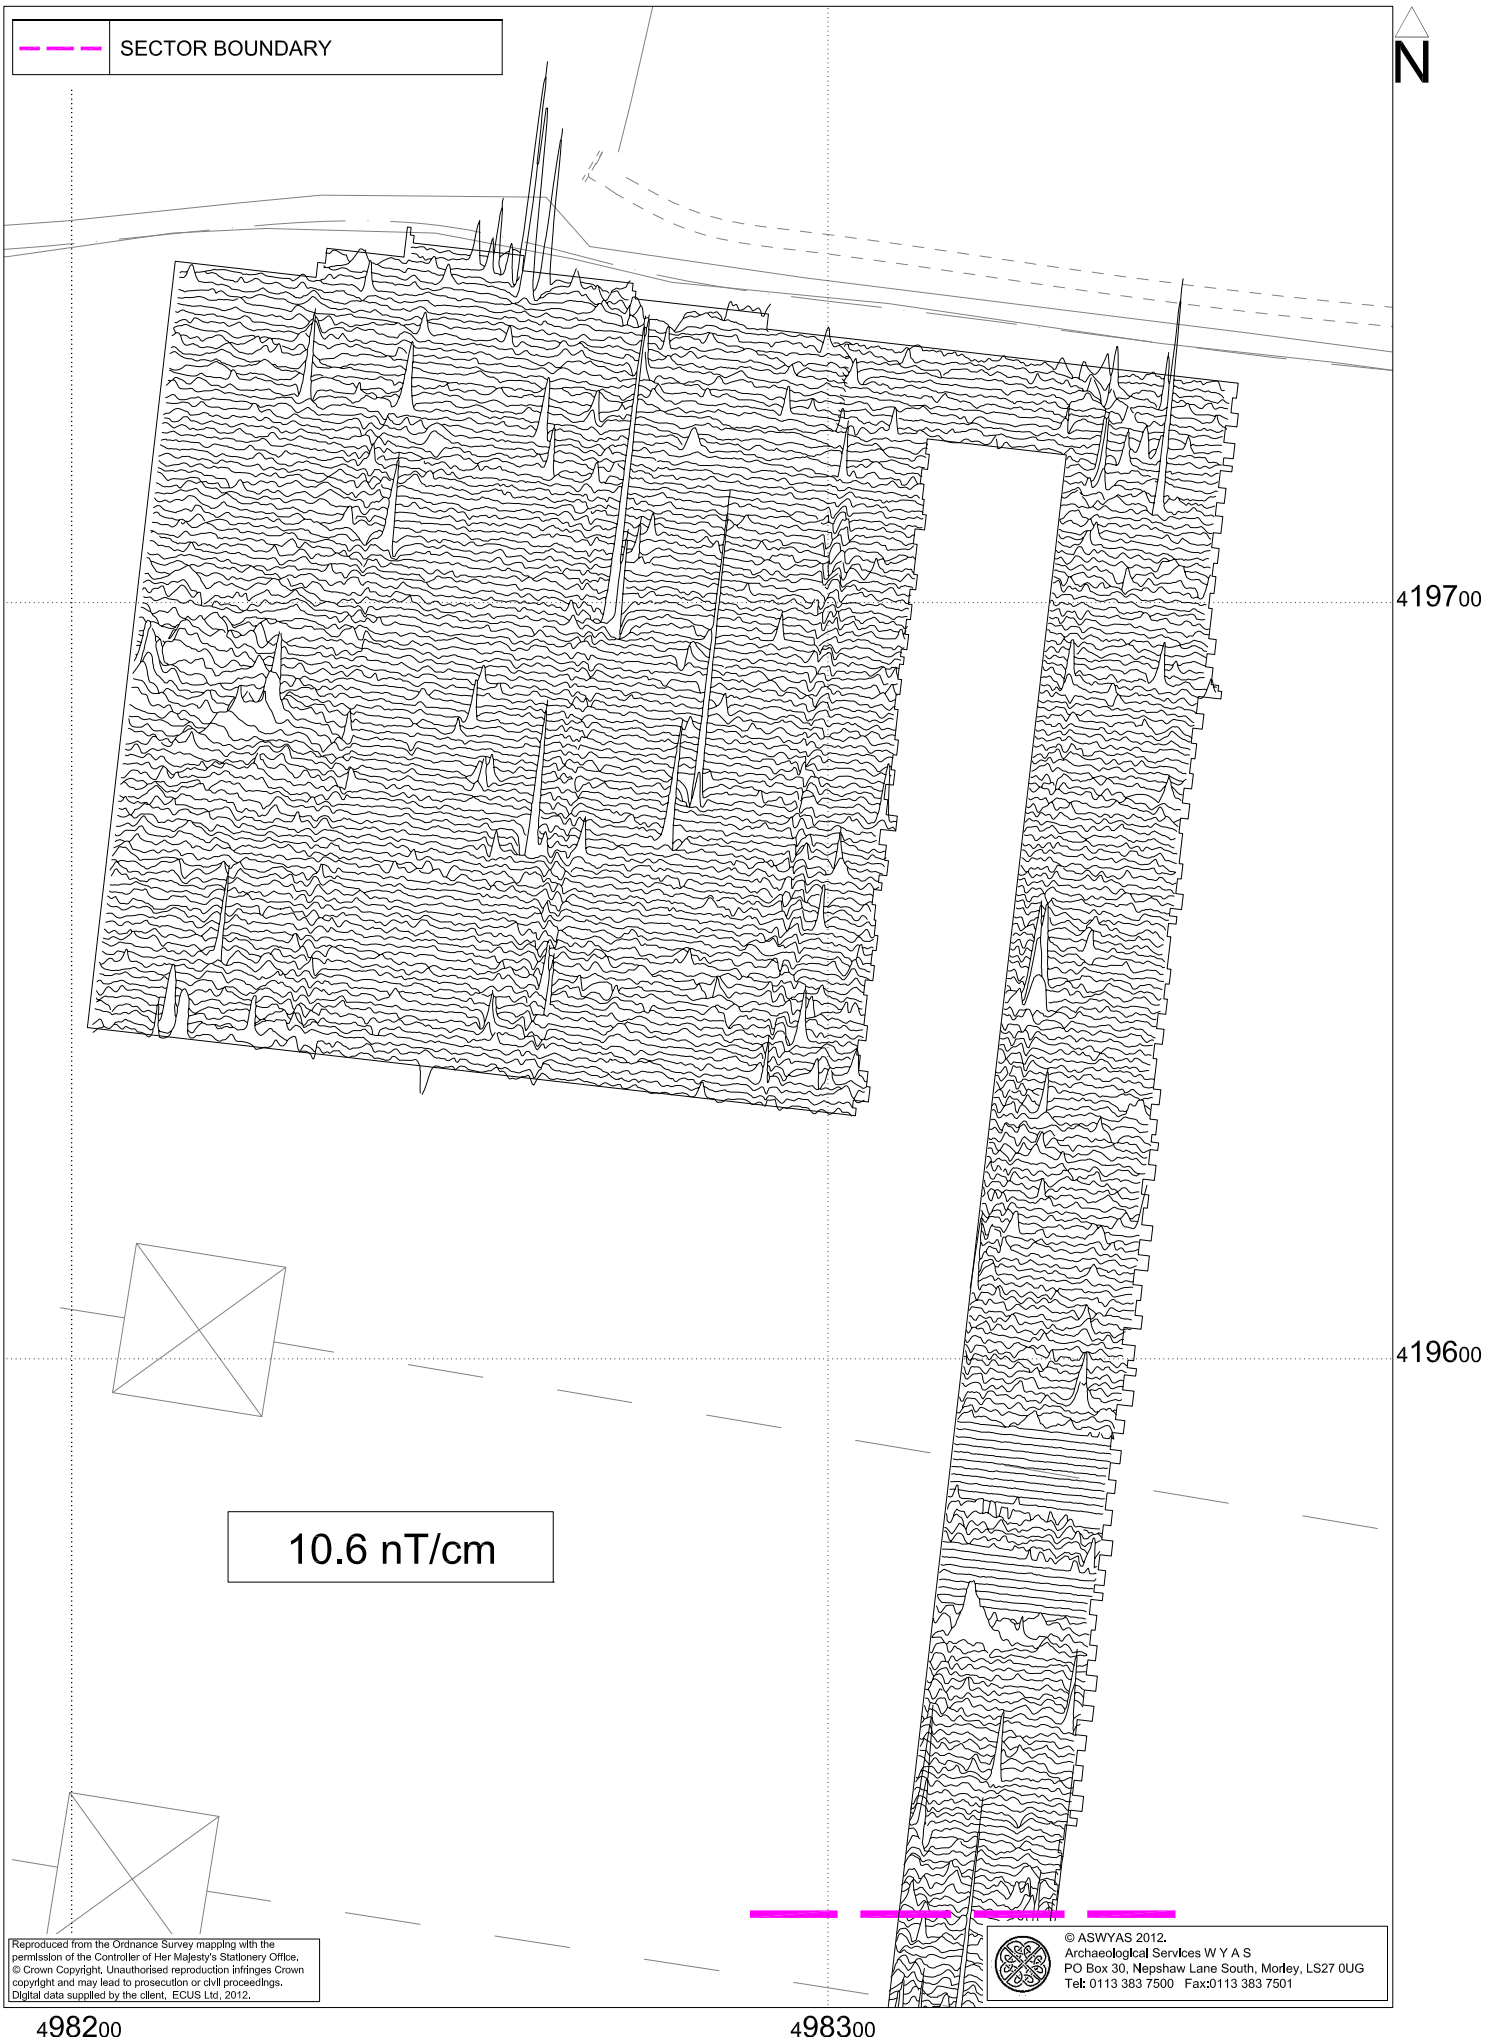 SECTOR BOUNDARY
N
419700
419600
10.6 nT/cm
Reproduced from the Ordnance Survey mapping with the
permission of the Controller of Her Majesty's Stationery Office.
© Crown Copyright. Unauthorised reproduction infringes Crown
copyright and may lead to prosecution or civil proceedings.
Digital data supplied by the client, ECUS Ltd, 2012.
© ASWYAS 2012.
Archaeological Services W Y A S
PO Box 30, Nepshaw Lane South, Morley, LS27 0UG
Tel: 0113 383 7500 Fax:0113 383 7501
498200
498300